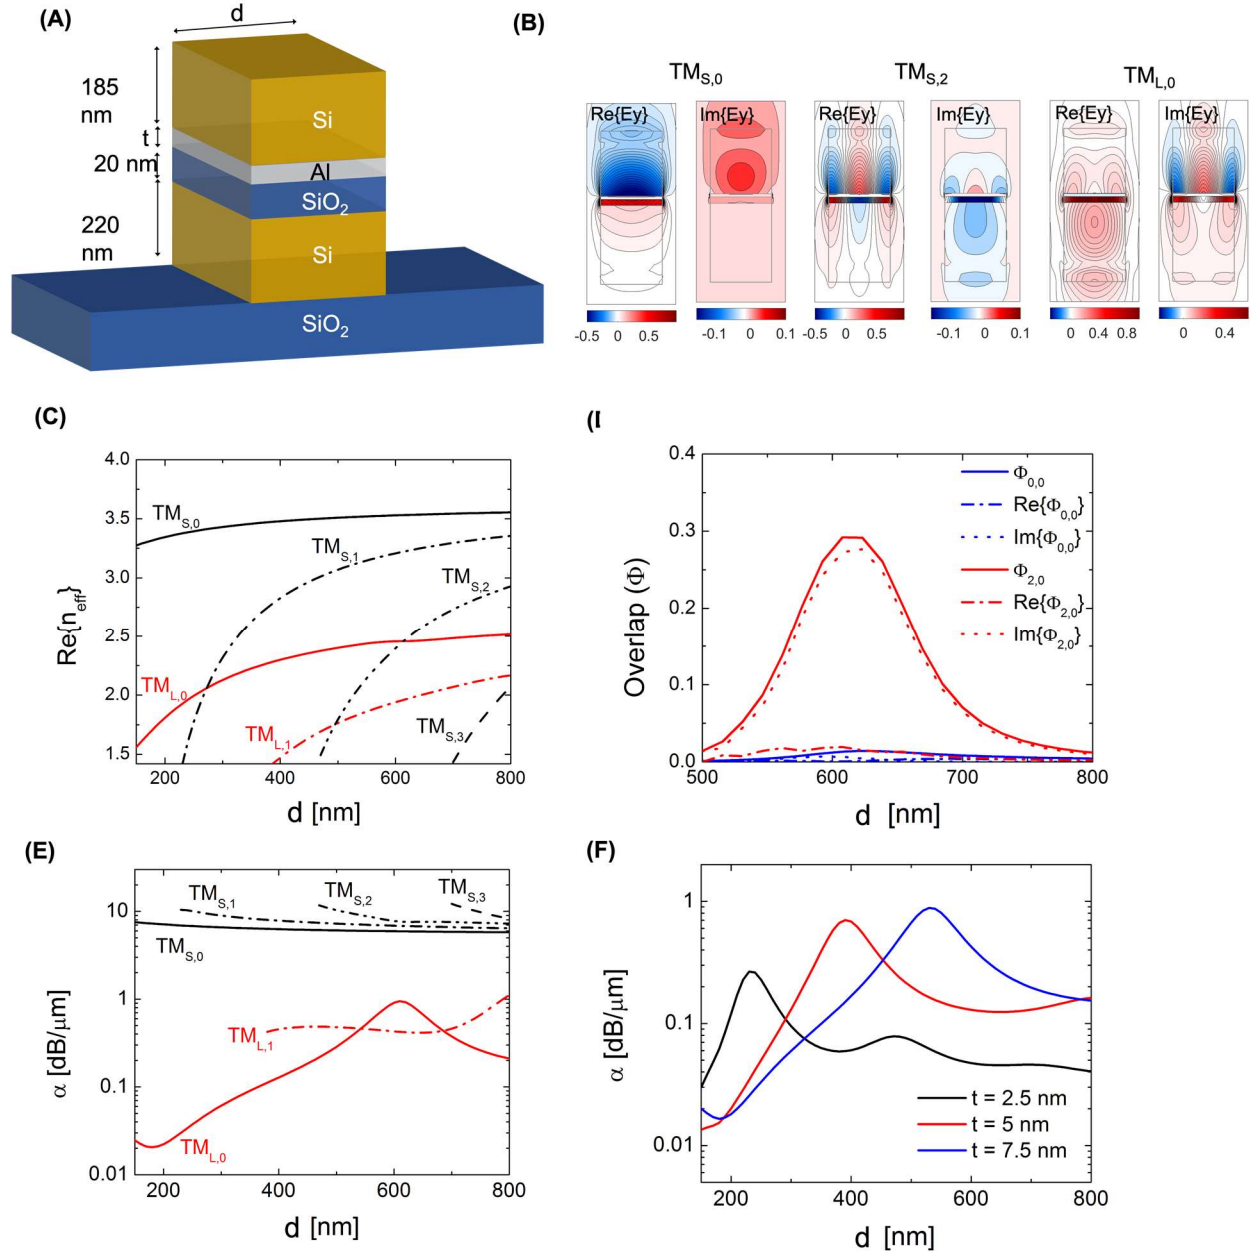 (A)
d
185
nm
t
20 nm
220
nm
Si
Al
SiO2
Si
SiO2
(B)
TMS,0
TMS,2
TML,0
Re{Ey}
Im{Ey}
Re{Ey}
Im{Ey}
Re{Ey}
Im{Ey}
-0.5 0 0.5
-0.1 0 0.1
-0.5 0 0.5
-0.1 0 0.1
0 0.4 0.8
0 0.4
(C)
4.0
3.5
3.0
2.5
2.0
1.5
Re{neff}
TMS,0
TMS,1
TMS,2
TML,0
TML,1
TMS,3
200 400 600 800
d [nm]
0.4
0.3
0.2
0.1
0.0
Overlap (Φ)
Φ0,0
Re{Φ0,0}
Im{Φ0,0}
Φ2,0
Re{Φ2,0}
Im{Φ2,0}
500 600 700 800
d [nm]
(E)
10
1
0.1
0.01
α [dB/μm]
TMS,1
TMS,2
TMS,3
TMS,0
TML,1
TML,0
200 400 600 800
d [nm]
(F)
1
0.1
0.01
α [dB/μm]
t = 2.5 nm
t = 5 nm
t = 7.5 nm
200 400 600 800
d [nm]